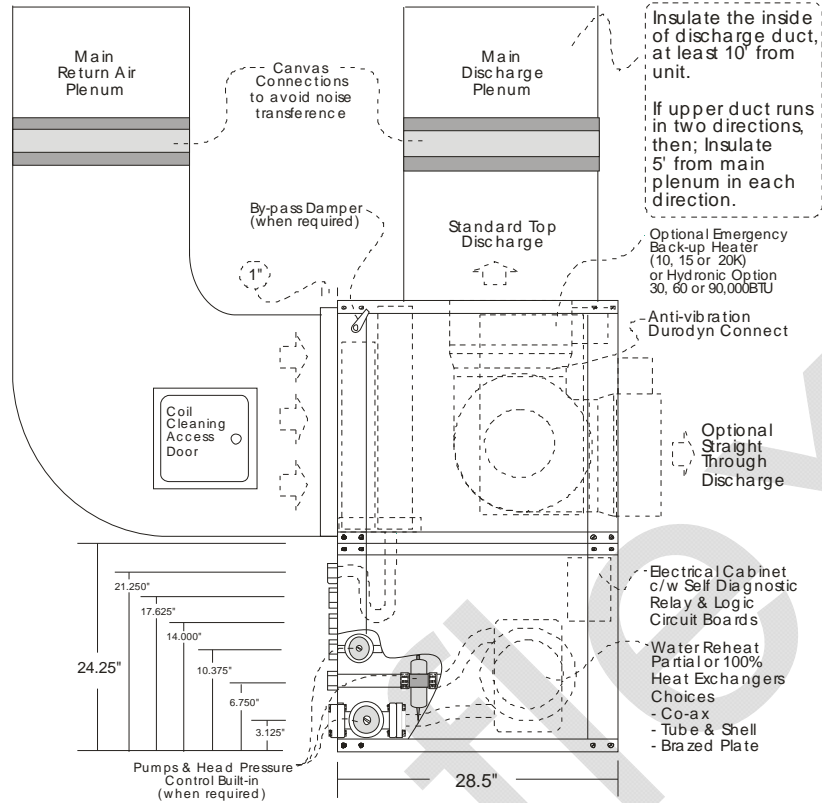 Main
Return Air
Plenum
Canvas
Connections
to avoid noise
transference
Main
Discharge
Plenum
Insulate the inside
of discharge duct,
at least 10' from
unit.
If upper duct runs
in two directions,
then; Insulate
5' from main
plenum in each
direction.
By-pass Damper
(when required)
Standard Top
Discharge
1"
Optional Emergency
Back-up Heater
(10, 15 or 20K)
or Hydronic Option
30, 60 or 90,000BTU
Anti-vibration
Durodyn Connect
Coil
Cleaning
Access
Door
Optional
Straight
Through
Discharge
24.25"
21.250"
17.625"
14.000"
10.375"
6.750"
3.125"
Electrical Cabinet
c/w Self Diagnostic
Relay & Logic
Circuit Boards
Water Reheat
Partial or 100%
Heat Exchangers
Choices
- Co-ax
- Tube & Shell
- Brazed Plate
Pumps & Head Pressure
Control Built-in
(when required)
28.5"